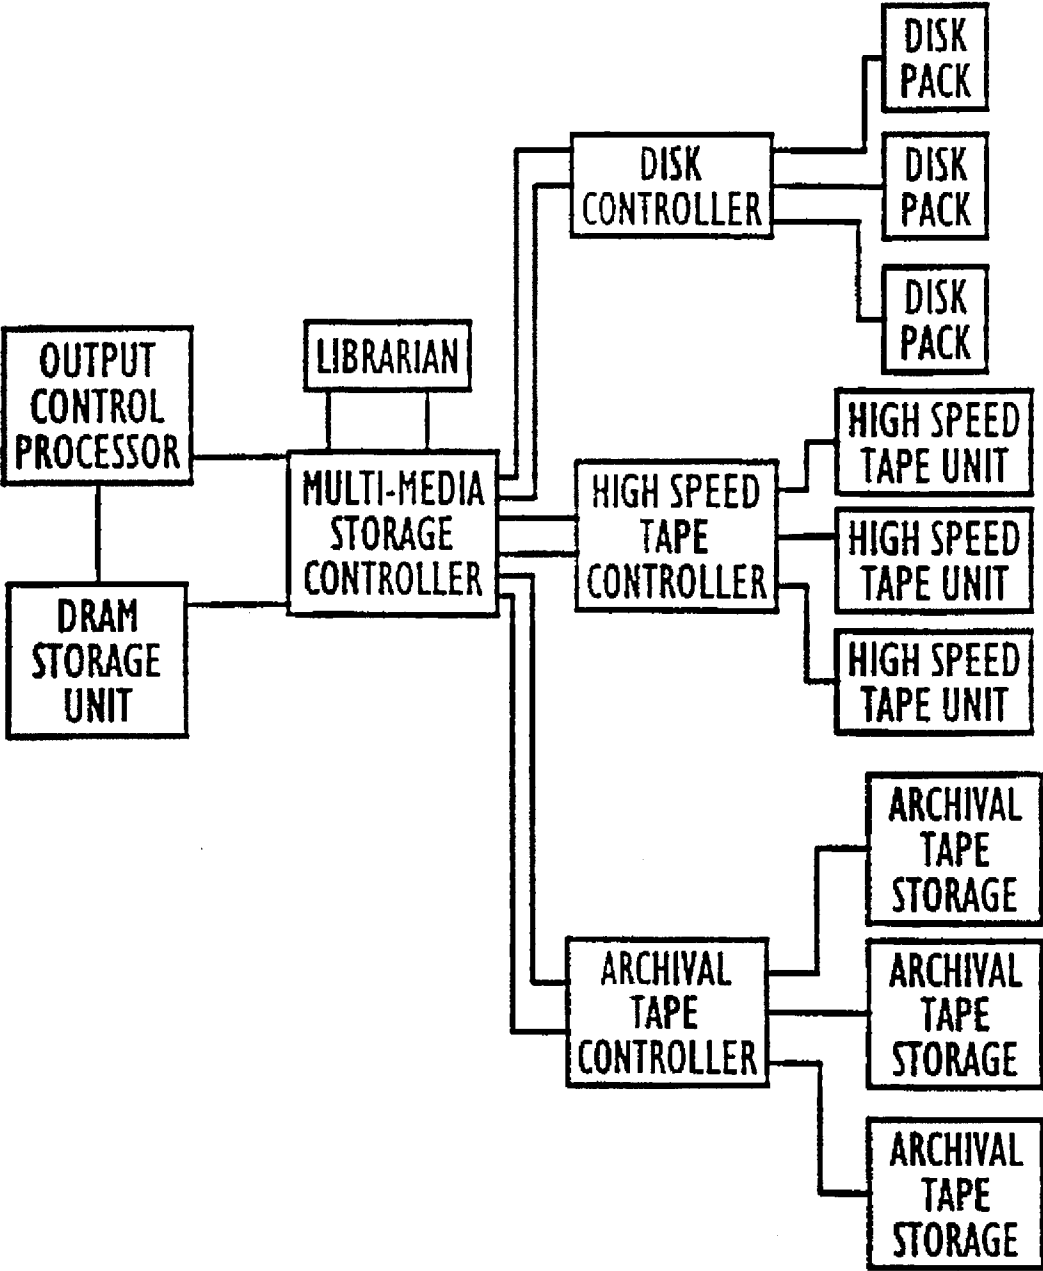 DISK
PACK
DISK
CONTROLLER
DISK
PACK
DISK
PACK
OUTPUT
CONTROL
PROCESSOR
LIBRARIAN
MULTI-MEDIA
STORAGE
CONTROLLER
HIGH SPEED
TAPE
CONTROLLER
HIGH SPEED
TAPE UNIT
HIGH SPEED
TAPE UNIT
HIGH SPEED
TAPE UNIT
DRAM
STORAGE
UNIT
ARCHIVAL
TAPE
STORAGE
ARCHIVAL
TAPE
CONTROLLER
ARCHIVAL
TAPE
STORAGE
ARCHIVAL
TAPE
STORAGE